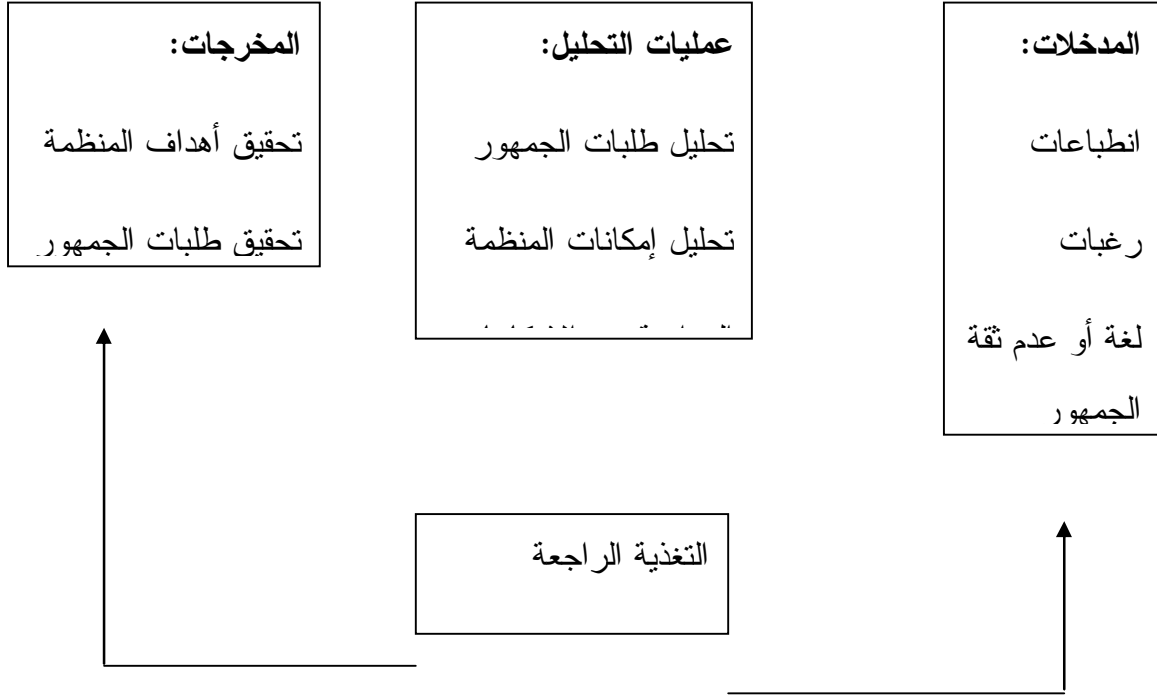 المدخلات:
انطباعات
رغبات
لغة أو عدم ثقة
الجمهور
عمليات التحليل:
تحليل طلبات الجمهور
تحليل إمكانات المنظمة
المخرجات:
تحقيق أهداف المنظمة
تحقيق طلبات الجمهور
التغذية الراجعة